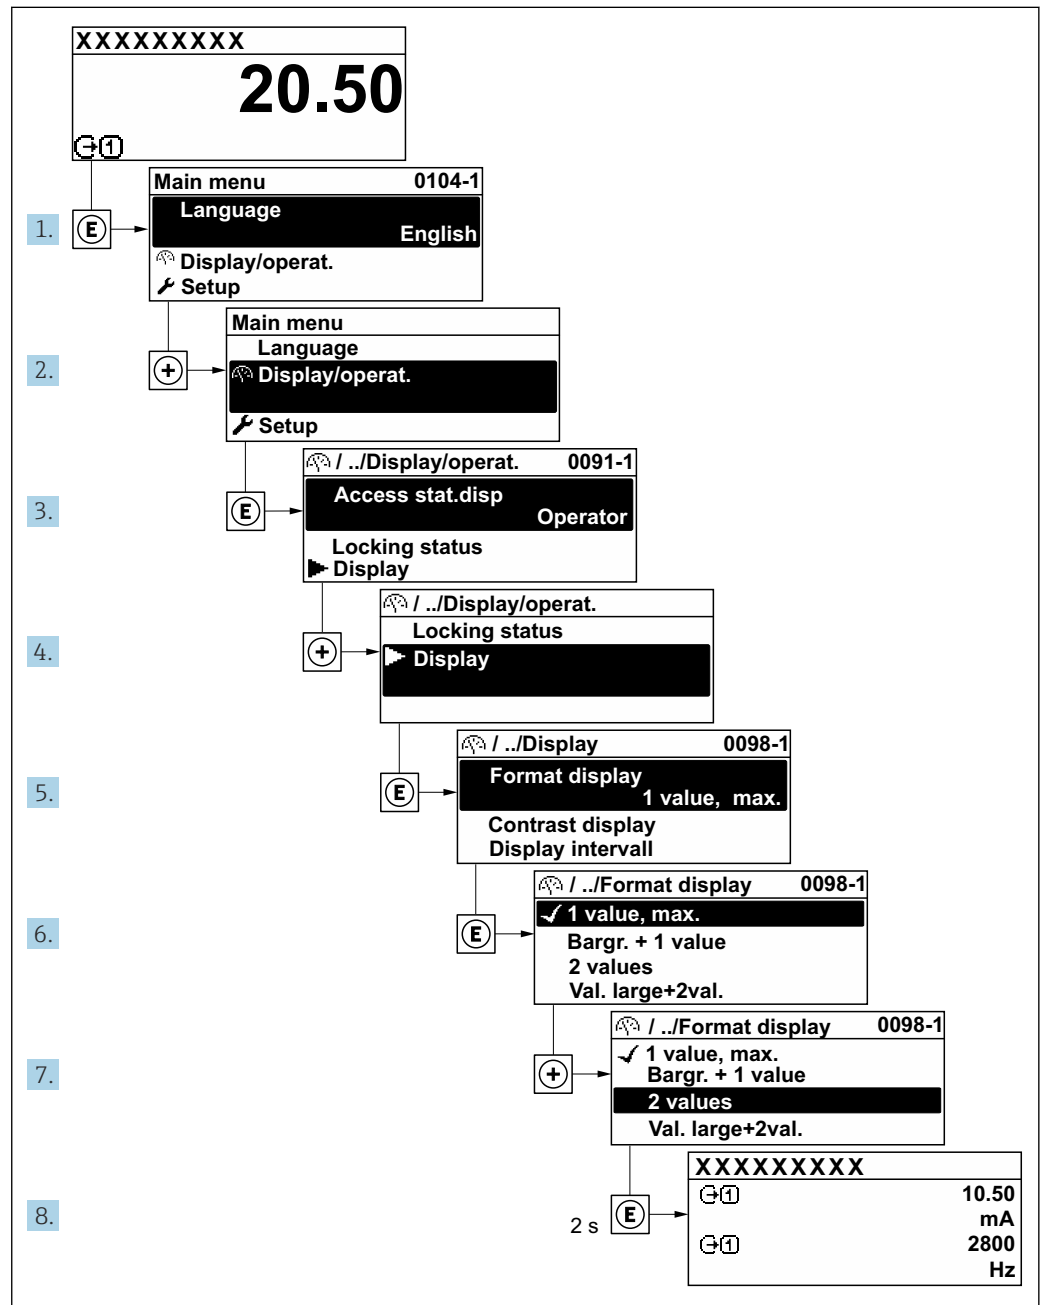 XXXXXXXXX
20.50
1
Main menu 0104-1
Language
1. E English
Display/operat.
Setup
Main menu
Language
2. + Display/operat.
Setup
/ ../Display/operat. 0091-1
Access stat.disp
3. E Operator
Locking status
Display
/ ../Display/operat.
Locking status
4. + Display
/ ../Display 0098-1
Format display
5. E 1 value, max.
Contrast display
Display intervall
/ ../Format display 0098-1
1 value, max.
6. E Bargr. + 1 value
2 values
Val. large+2val.
/ ../Format display 0098-1
1 value, max.
7. + Bargr. + 1 value
2 values
Val. large+2val.
XXXXXXXXX
1 10.50
8. 2 s E mA
1 2800
Hz